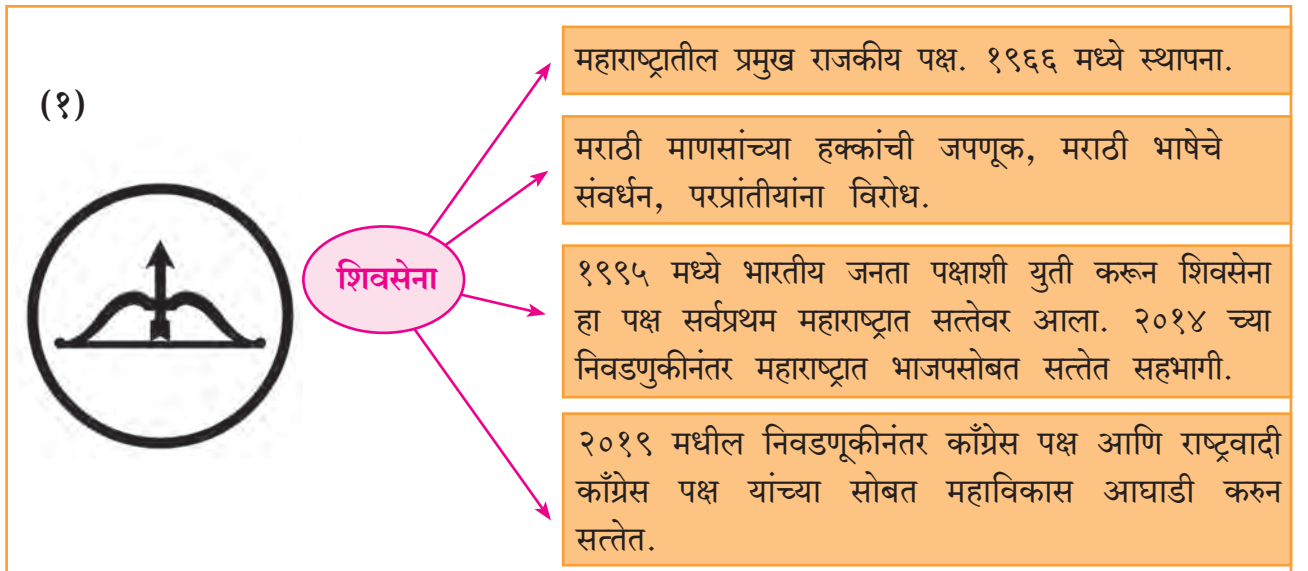 (१)
शिवसेना
महाराष्ट्रातील प्रमुख राजकीय पक्ष. १९६६ मध्ये स्थापना.
मराठी माणसांच्या हक्कांची जपणूक, मराठी भाषेचे
संवर्धन, परप्रांतीयांना विरोध.
१९९५ मध्ये भारतीय जनता पक्षाशी युती करून शिवसेना
हा पक्ष सर्वप्रथम महाराष्ट्रात सत्तेवर आला. २०१४ च्या
निवडणुकीनंतर महाराष्ट्रात भाजपसोबत सत्तेत सहभागी.
२०१९ मधील निवडणूकीनंतर काँग्रेस पक्ष आणि राष्ट्रवादी
काँग्रेस पक्ष यांच्या सोबत महाविकास आघाडी करुन
सत्तेत.